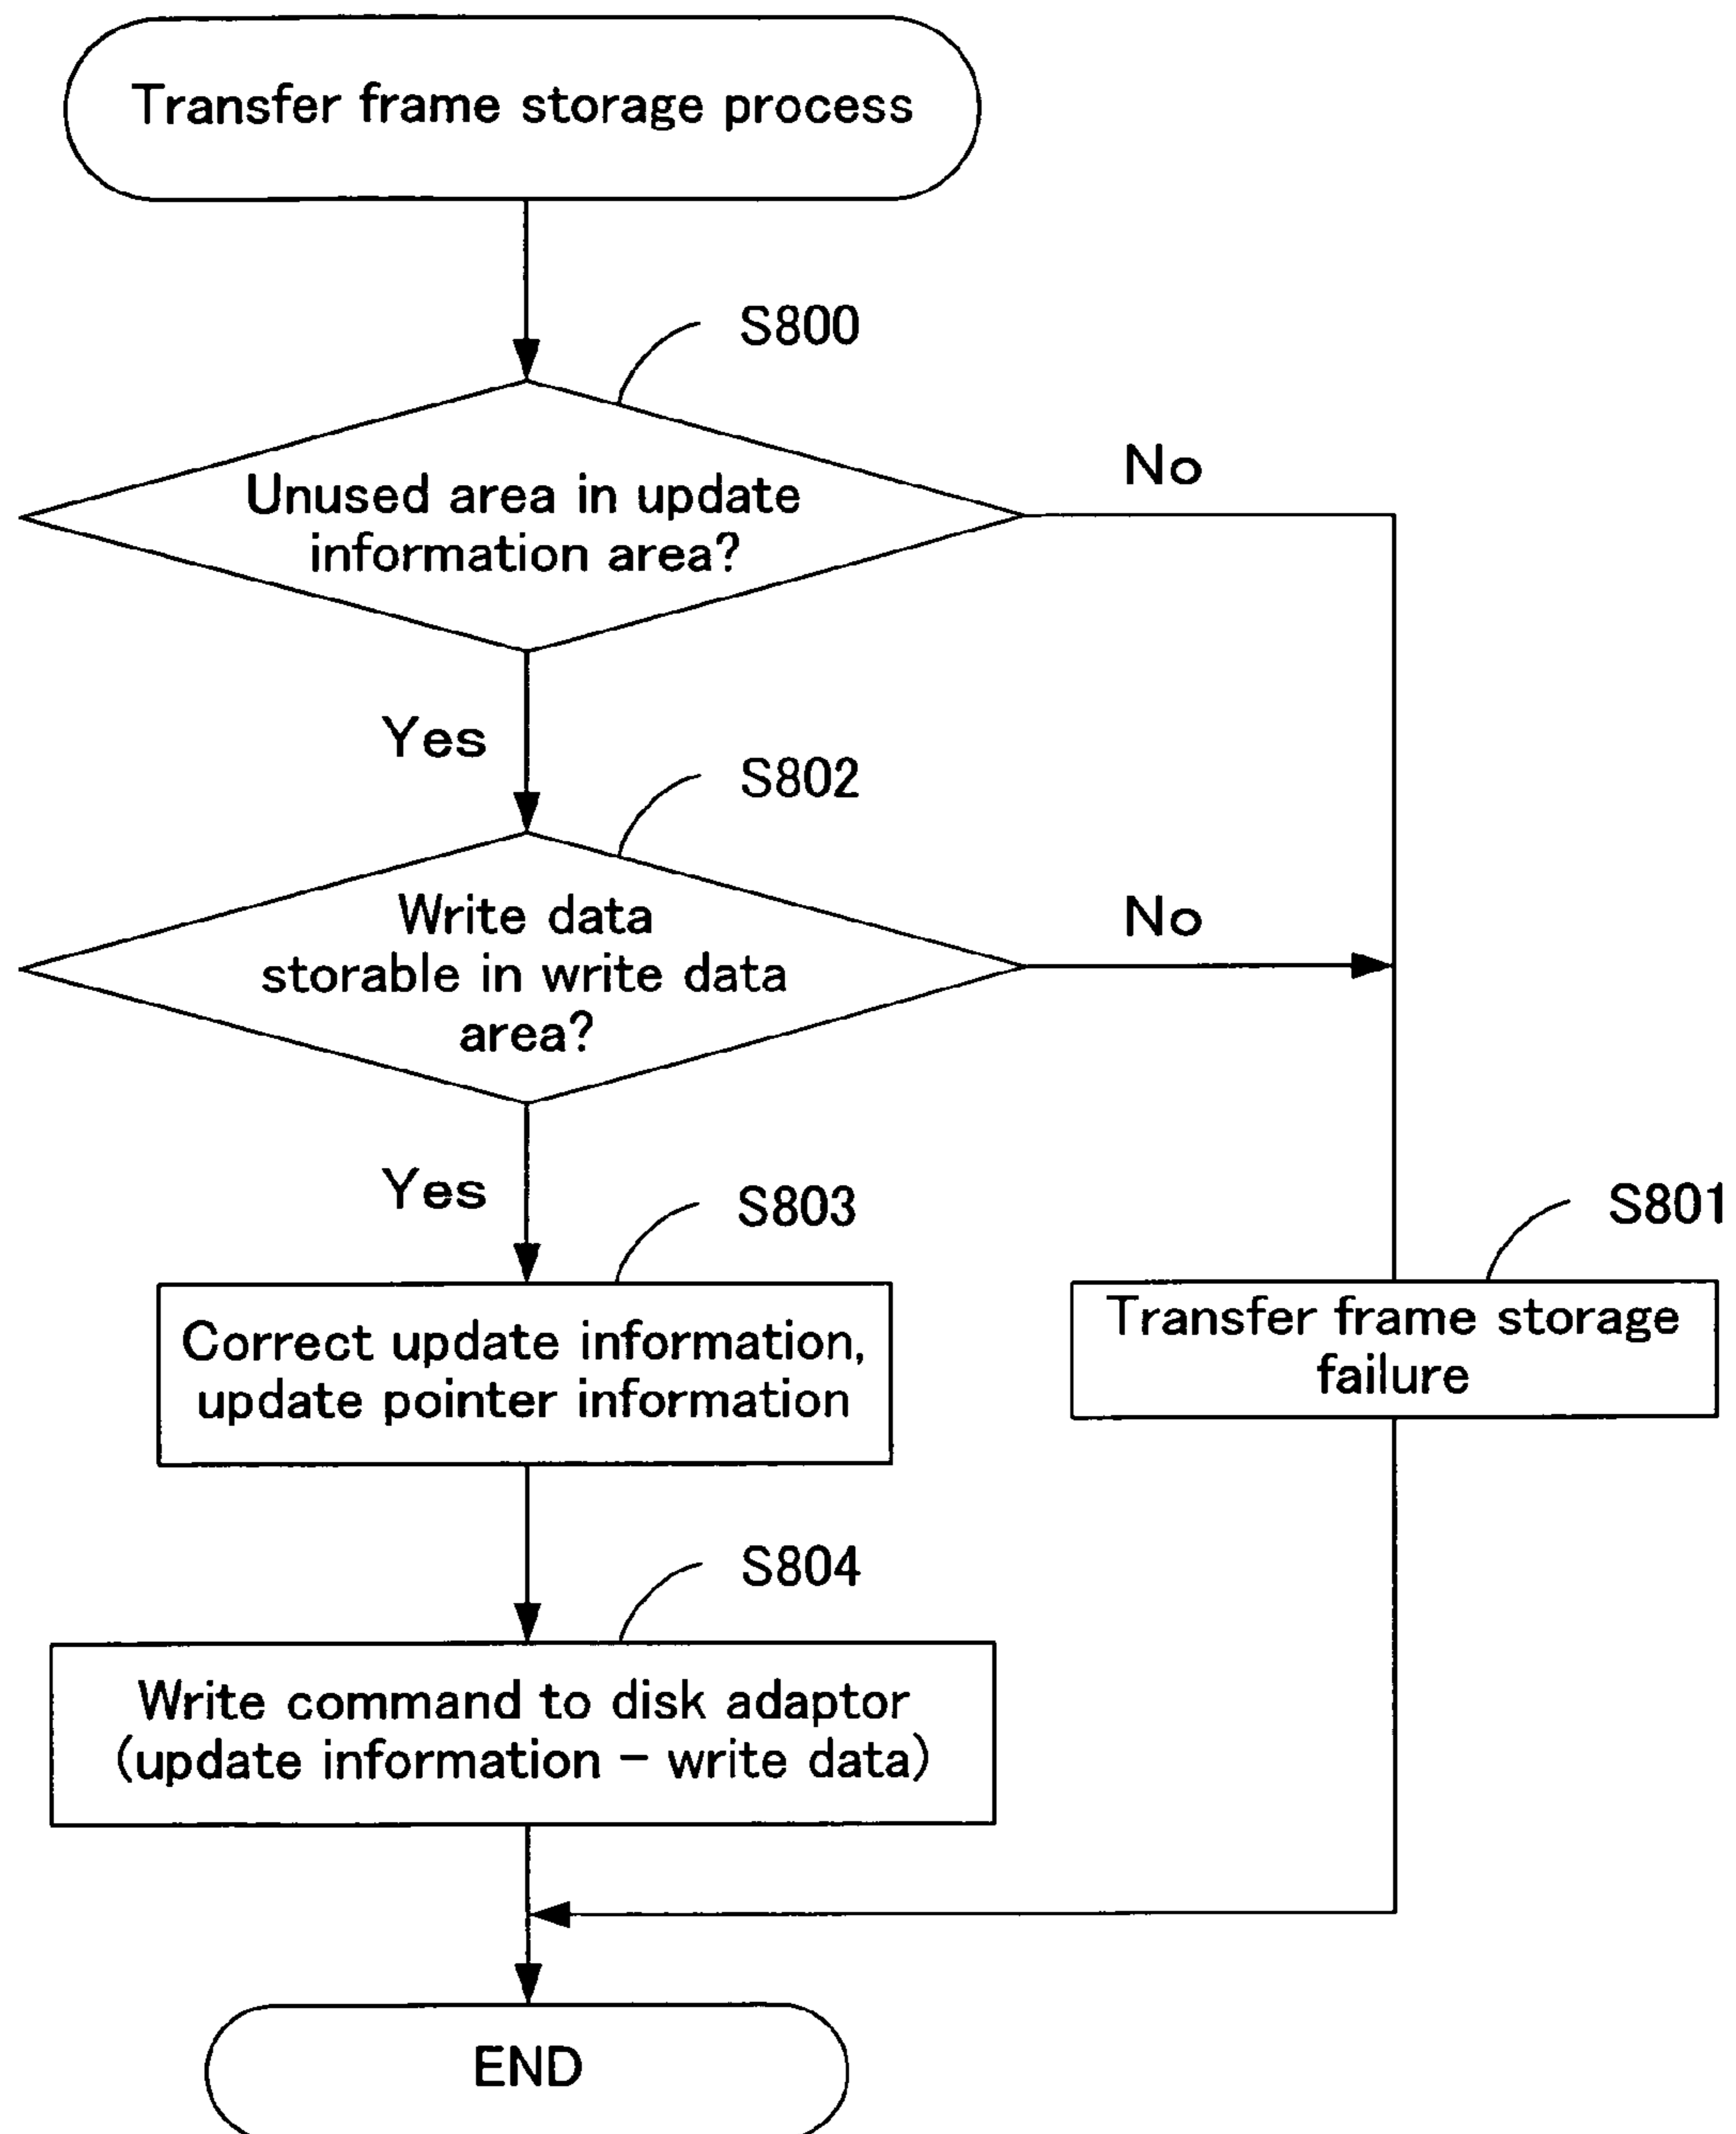 Transfer frame storage process
S800
Unused area in update
information area?
No
Yes
S802
Write data
storable in write data
area?
No
Yes
S803
S801
Correct update information,
update pointer information
Transfer frame storage
failure
S804
Write command to disk adaptor
(update information – write data)
END